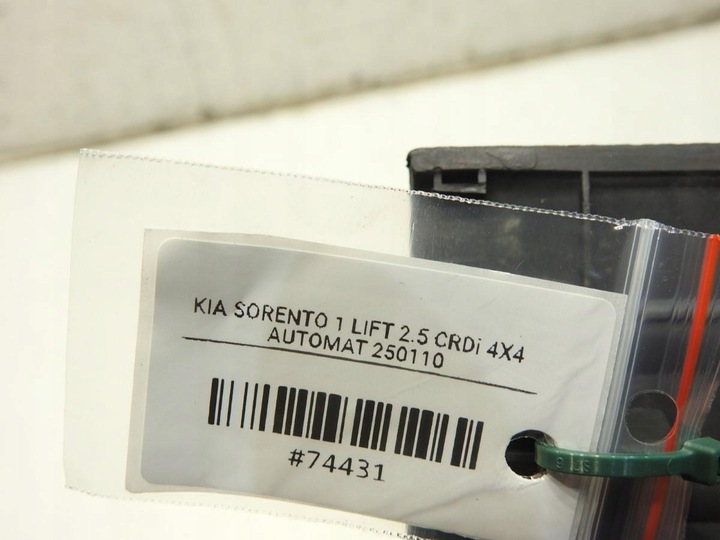 KIA SORENTO 1 LIFT 2.5 CRDi 4X4
AUTOMAT 250110
#74431